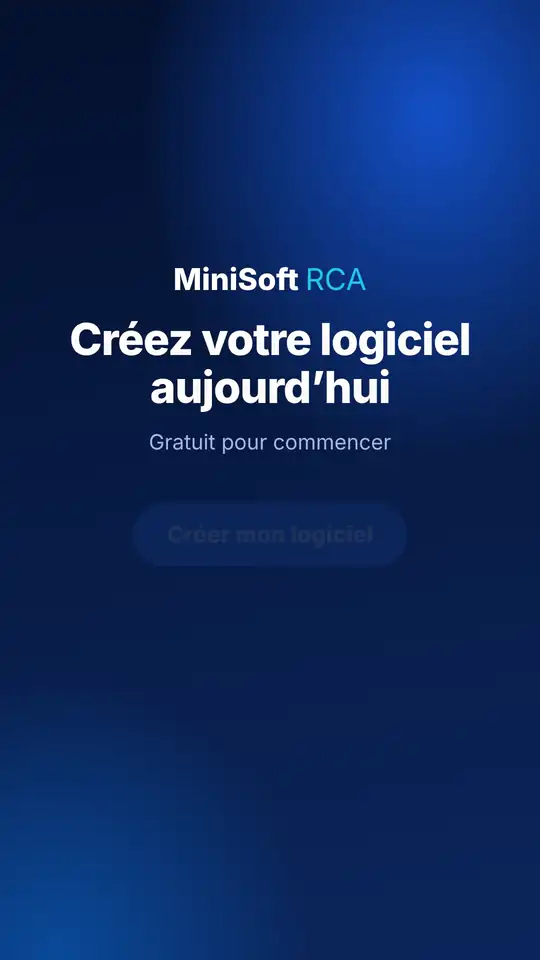 MiniSoft RCA
Créez votre logiciel
aujourd’hui
Gratuit pour commencer
Créer mon logiciel